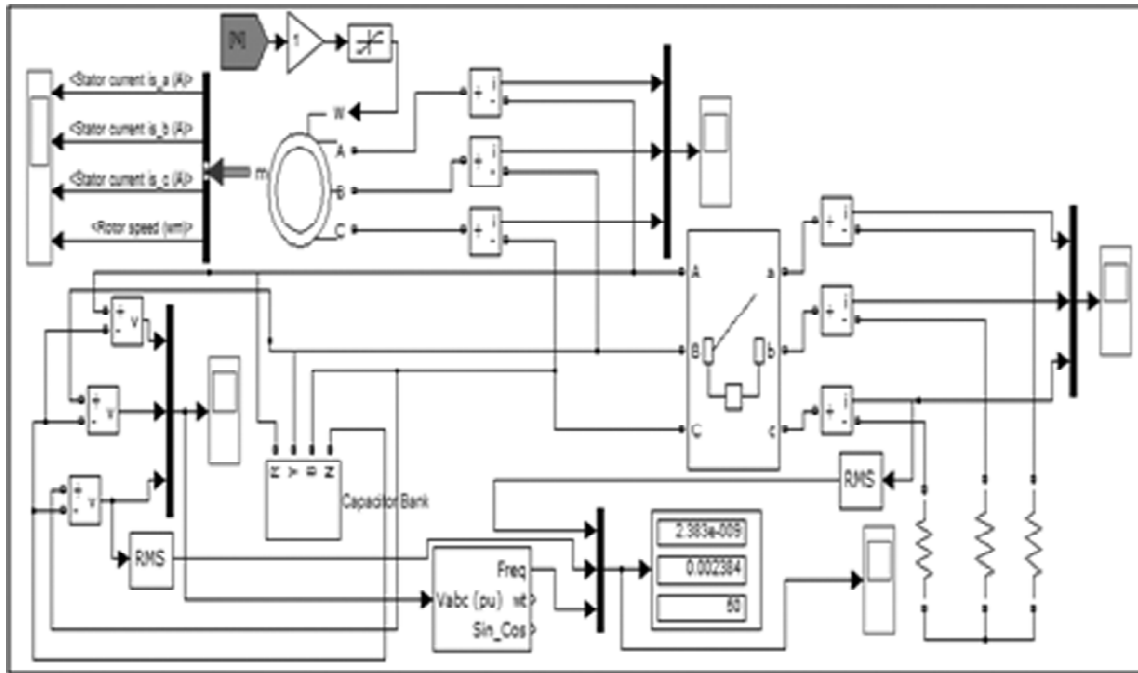 [N]
1
<Stator current is_a (A)>
<Stator current is_b (A)>
<Stator current is_c (A)>
<Rotor speed (wm)>
m
W
A
B
C
+ i
-
+ i
-
+ i
-
A
B
C
a
b
c
+ i
-
+ i
-
+ i
-
+ v
-
+ v
-
+ v
-
B
N
Capacitor Bank
RMS
RMS
Freq
Vabc (pu) wt
Sin_Cos
2.383e-009
0.002384
60